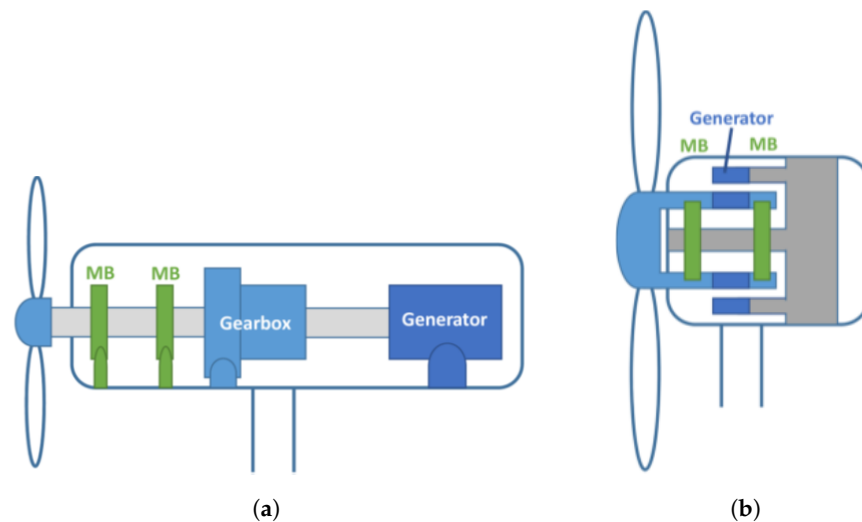 Generator
MB MB
MB MB
Gearbox
Generator
(a)
(b)